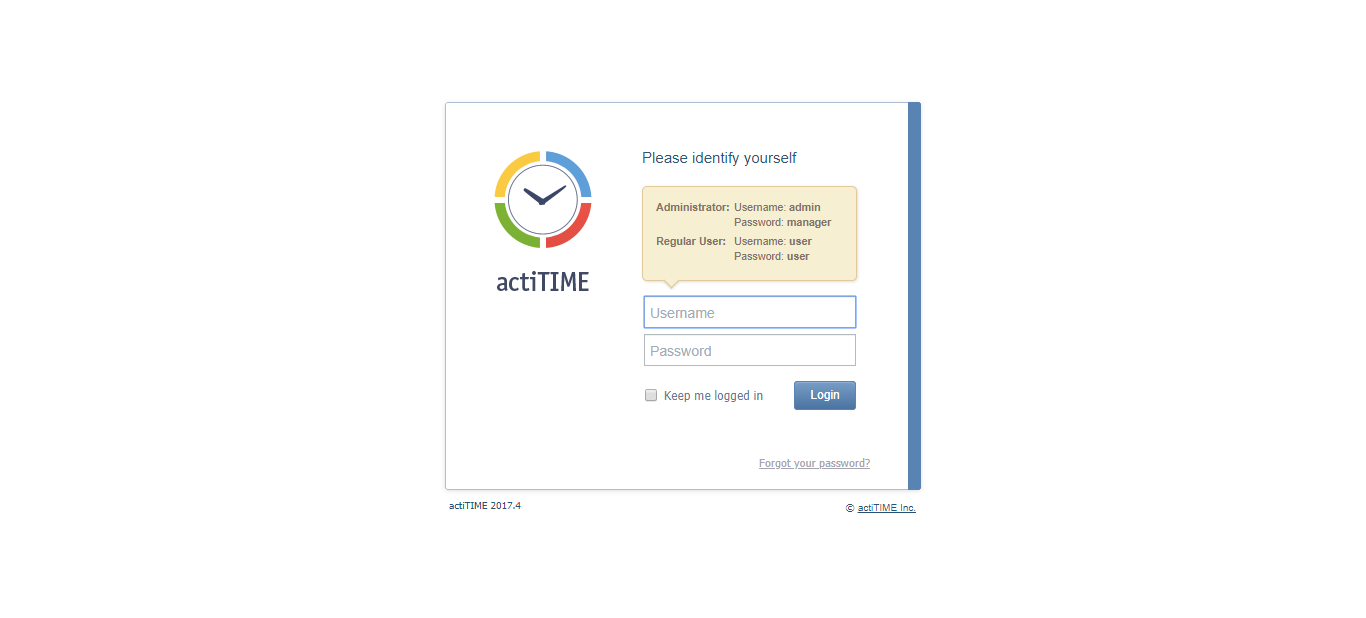 Please identify yourself
Administrator: Username: admin
Password: manager
Regular User: Username: user
Password: user
actiTIME
Username
Password
Keep me logged in
Login
Forgot your password?
actiTIME 2017.4
© actiTIME Inc.